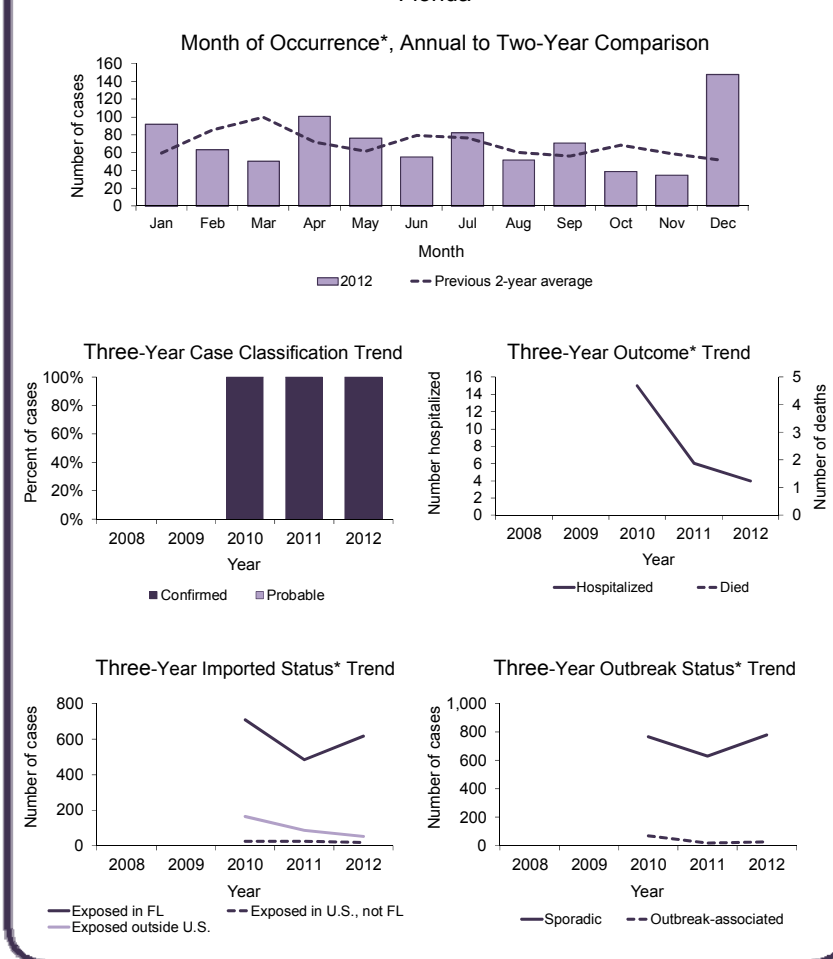 Month of Occurrence*, Annual to Two-Year Comparison
Number of cases
160
140
120
100
80
60
40
20
0
Jan Feb Mar Apr May Jun Jul Aug Sep Oct Nov Dec
Month
2012 Previous 2-year average
Three-Year Case Classification Trend
Percent of cases
100%
80%
60%
40%
20%
0%
2008 2009 2010 2011 2012
Year
Confirmed Probable
Three-Year Outcome* Trend
Number hospitalized
16
14
12
10
8
6
4
2
0
5
4
3
2
1
0
Number of deaths
2008 2009 2010 2011 2012
Year
Hospitalized Died
Three-Year Imported Status* Trend
Number of cases
800
600
400
200
0
2008 2009 2010 2011 2012
Year
Exposed in FL Exposed in U.S., not FL
Exposed outside U.S.
Three-Year Outbreak Status* Trend
Number of cases
1,000
800
600
400
200
0
2008 2009 2010 2011 2012
Year
Sporadic Outbreak-associated